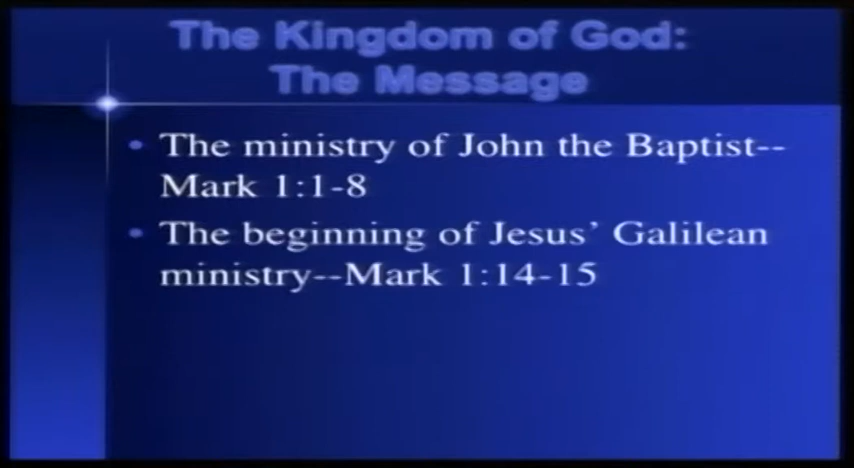 The Kingdom of God:
The Message
• The ministry of John the Baptist--
Mark 1:1-8
• The beginning of Jesus’ Galilean
ministry--Mark 1:14-15